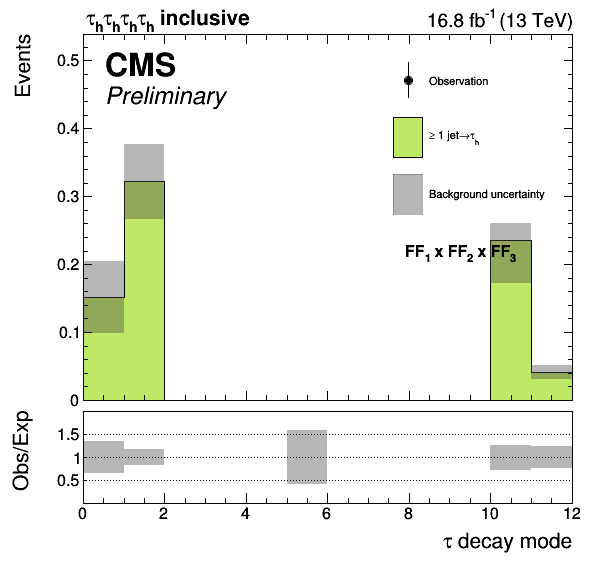 τhτhτhτh inclusive
16.8 fb-1 (13 TeV)
Events
CMS
Preliminary
Observation
≥ 1 jet→τh
Background uncertainty
FF1 x FF2 x FF3
0.5
0.4
0.3
0.2
0.1
0
Obs/Exp
1.5
1
0.5
0 2 4 6 8 10 12
τ decay mode